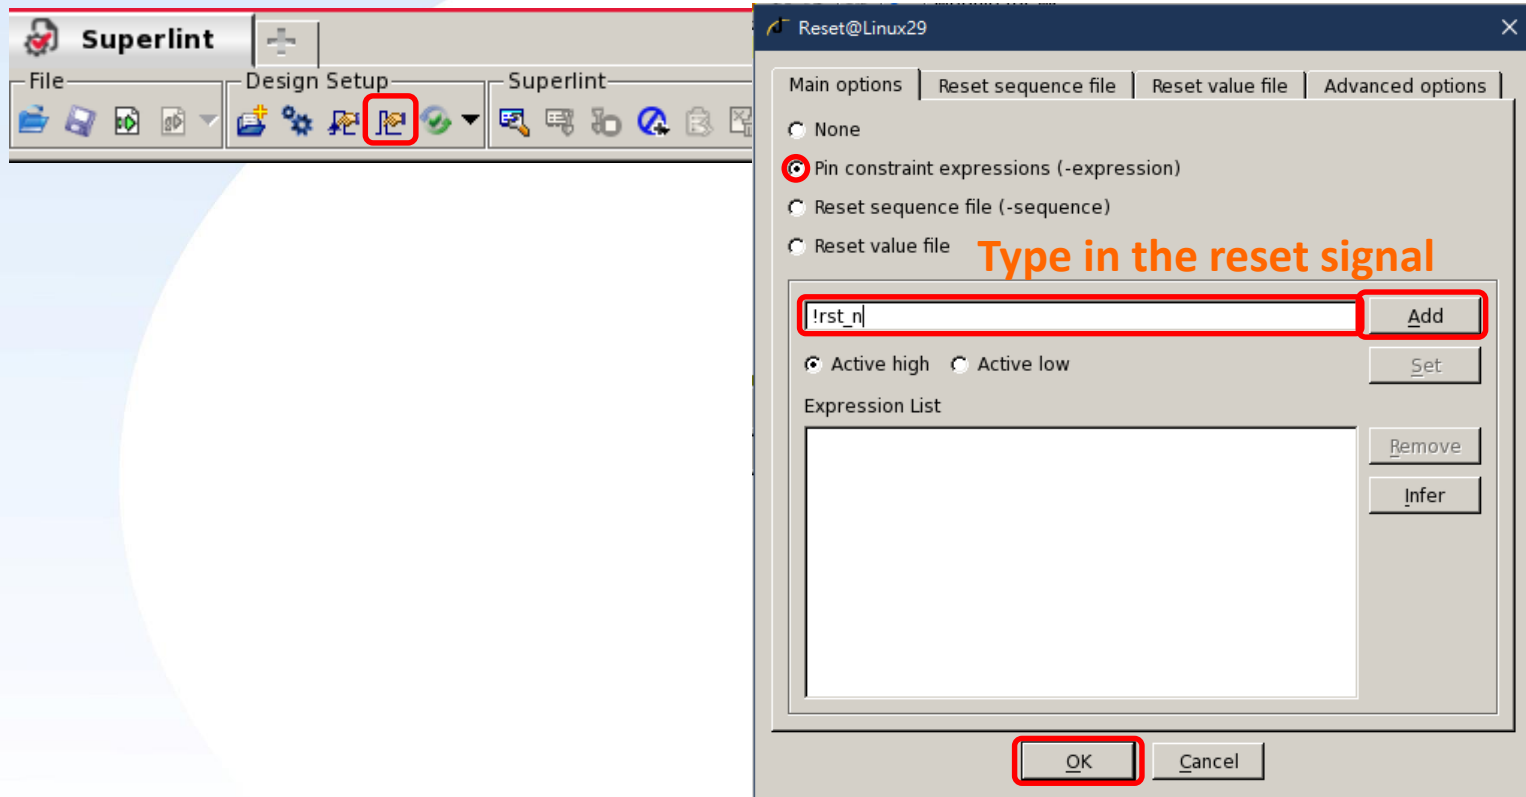 Superlint
File
Design Setup
Superlint
Reset@Linux29
Main options
Reset sequence file
Reset value file
Advanced options
None
Pin constraint expressions (-expression)
Reset sequence file (-sequence)
Reset value file
Type in the reset signal
!rst_n
Add
Active high
Active low
Set
Expression List
Remove
Infer
OK
Cancel